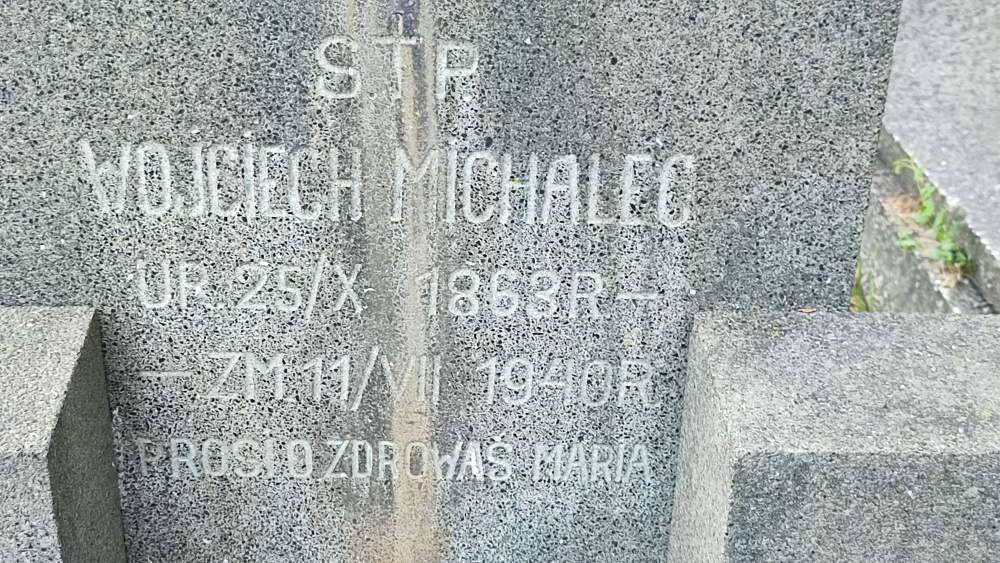 Ś.T.P.
WOJCIECH MICHALEC
UR. 25/X 1863R —
— ZM. 11/VII 1940R.
PROSI O ZDROWAŚ MARIA